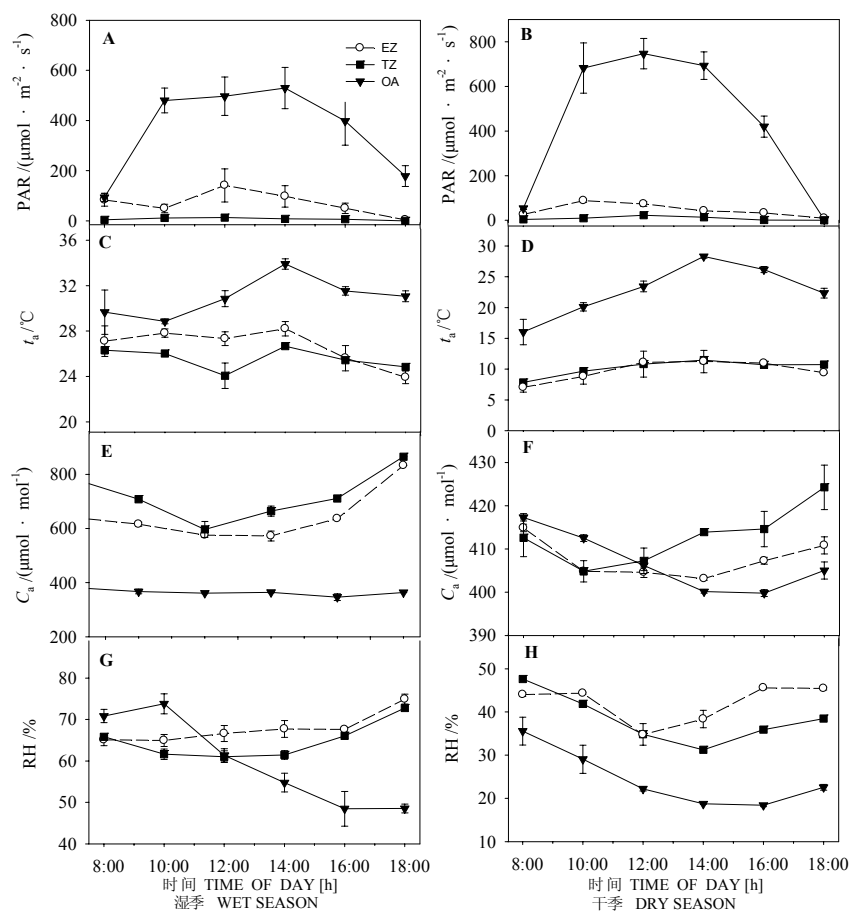 A
B
EZ
TZ
OA
PAR /(μmol · m⁻² · s⁻¹)
600
400
200
0
PAR /(μmol · m⁻² · s⁻¹)
800
600
400
200
0
C
D
tₐ/℃
36
32
28
24
22
tₐ/℃
30
25
20
15
10
5
0
E
F
Cₐ /(μmol · mol⁻¹)
800
600
400
200
Cₐ /(μmol · mol⁻¹)
430
420
410
400
390
G
H
RH /%
80
70
60
50
40
RH /%
50
40
30
20
10
8:00 10:00 12:00 14:00 16:00 18:00
8:00 10:00 12:00 14:00 16:00 18:00
时间 TIME OF DAY [h]
湿季 WET SEASON
时间 TIME OF DAY [h]
干季 DRY SEASON